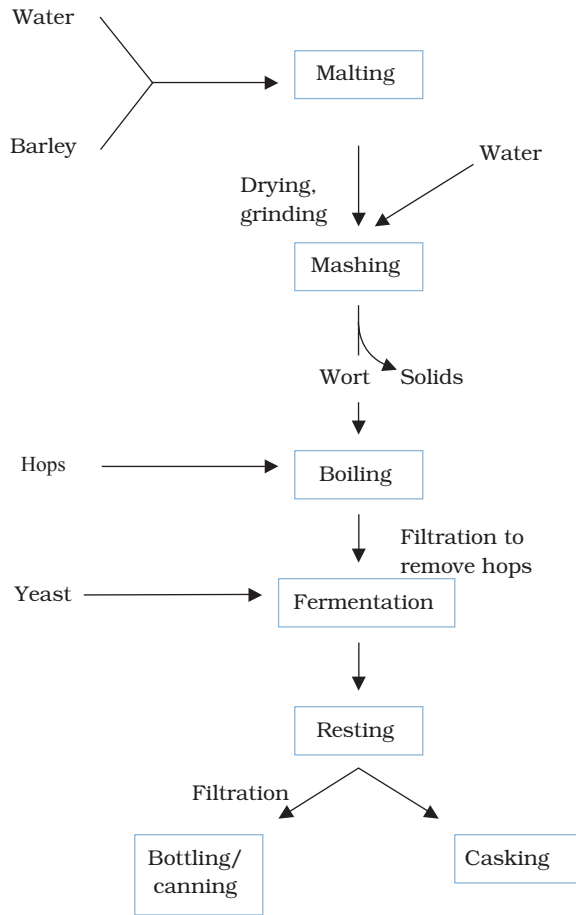 Water
Malting
Barley
Water
Drying,
grinding
Mashing
Wort
Solids
Hops
Boiling
Filtration to
remove hops
Yeast
Fermentation
Resting
Filtration
Bottling/
canning
Casking